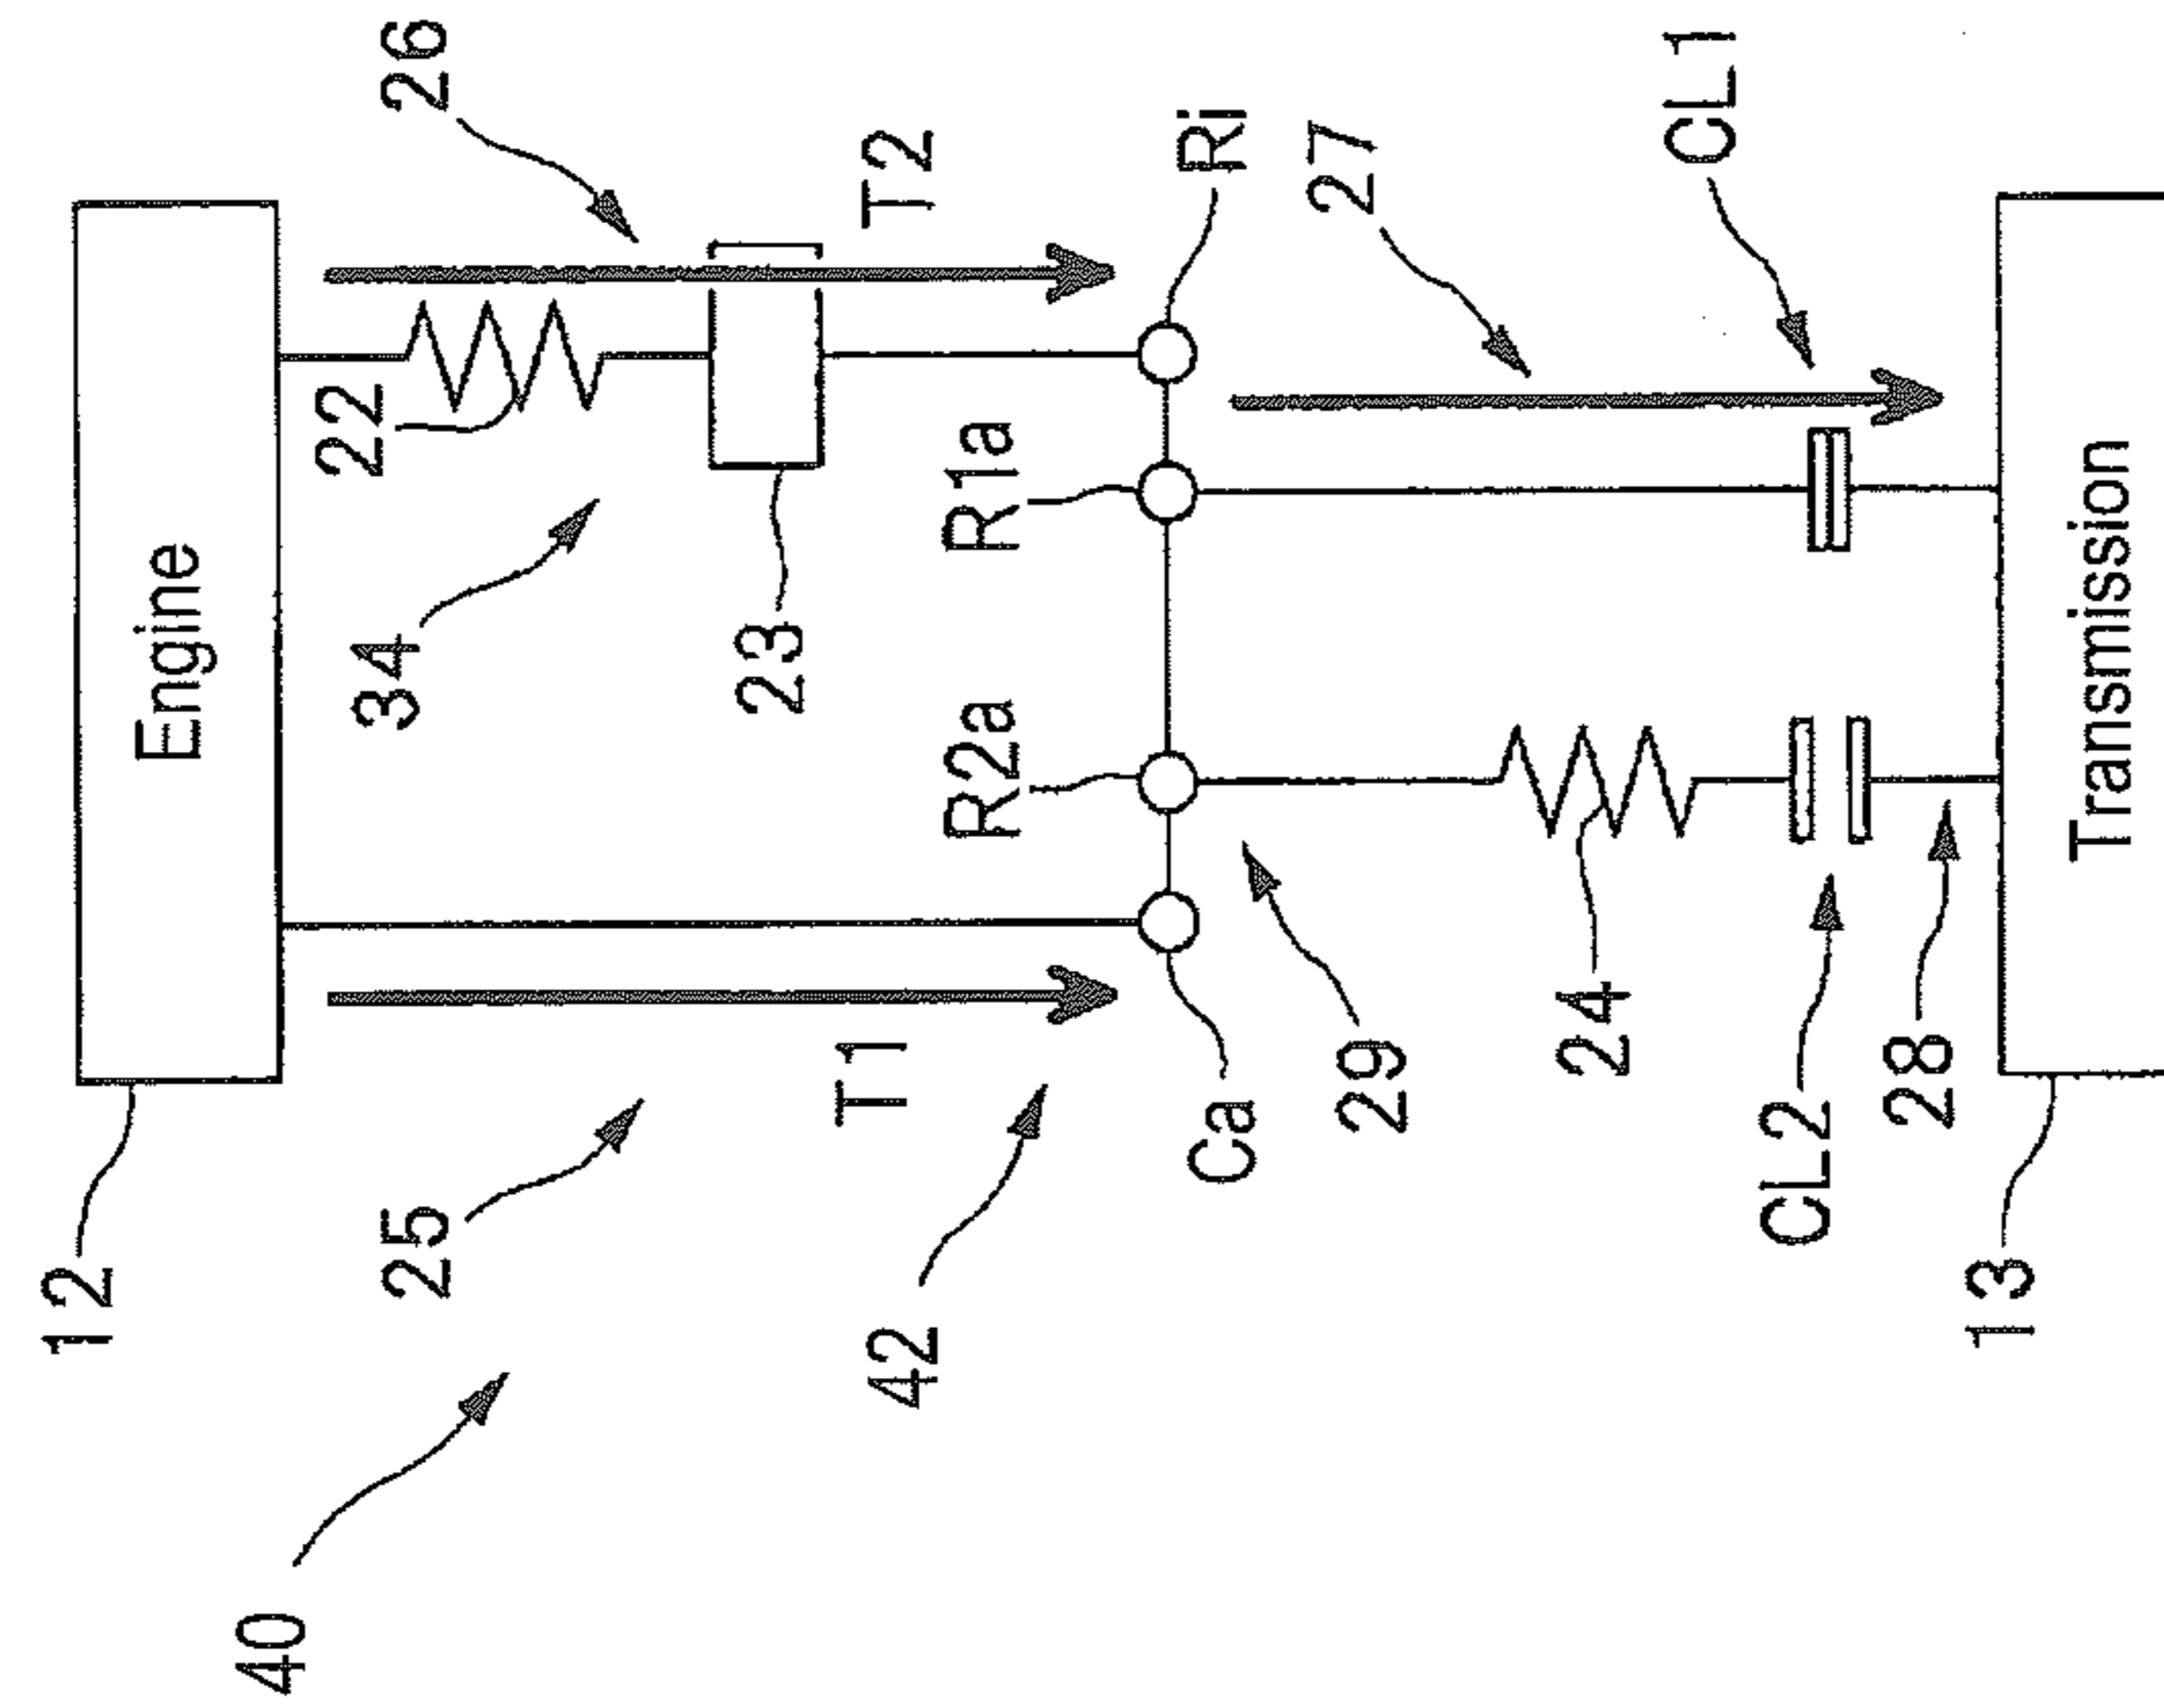 40
12
25
42
T1
Ca
29
24
CL2
28
13
Engine
34
23
22
R2a
R1a
26
T2
Ri
27
CL1
Transmission